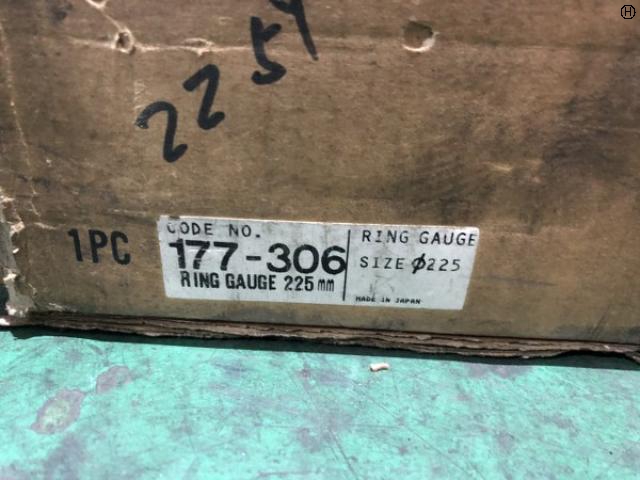 2254
1PC
CODE NO.
177-306
RING GAUGE 225mm
RING GAUGE
SIZE φ225
MADE IN JAPAN
H